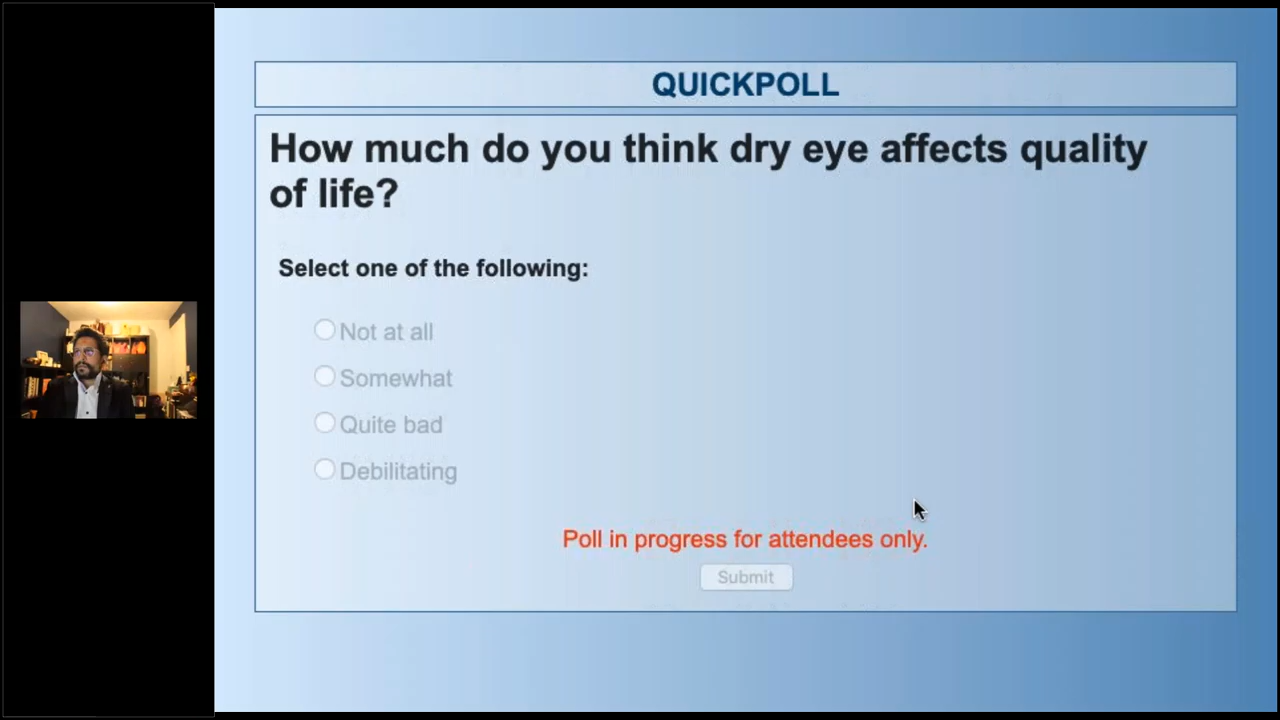 QUICKPOLL
How much do you think dry eye affects quality
of life?
Select one of the following:
Not at all
Somewhat
Quite bad
Debilitating
Poll in progress for attendees only.
Submit